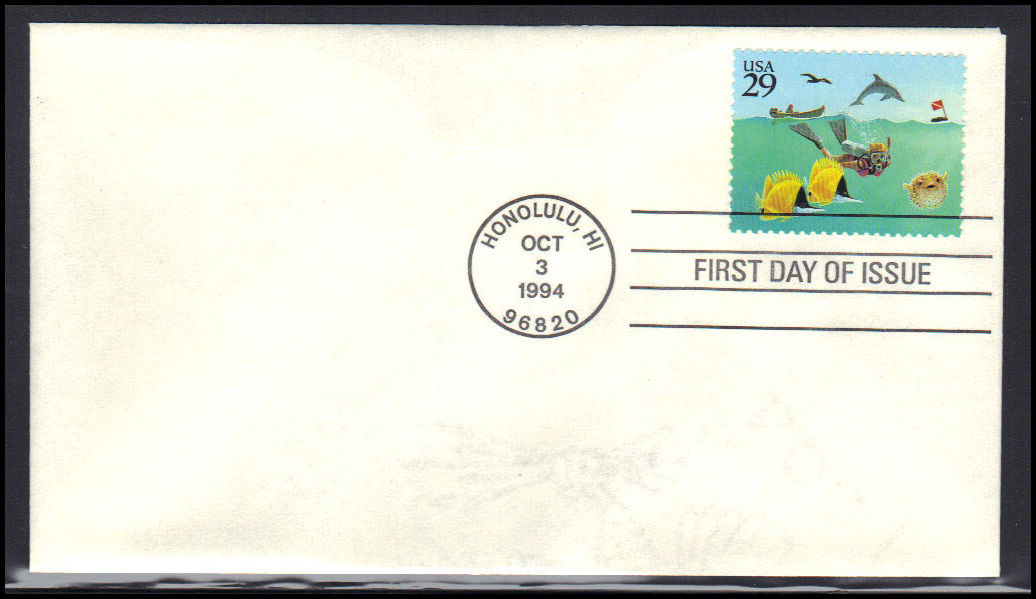 USA
29
HONOLULU, HI
OCT
3
1994
96820
FIRST DAY OF ISSUE